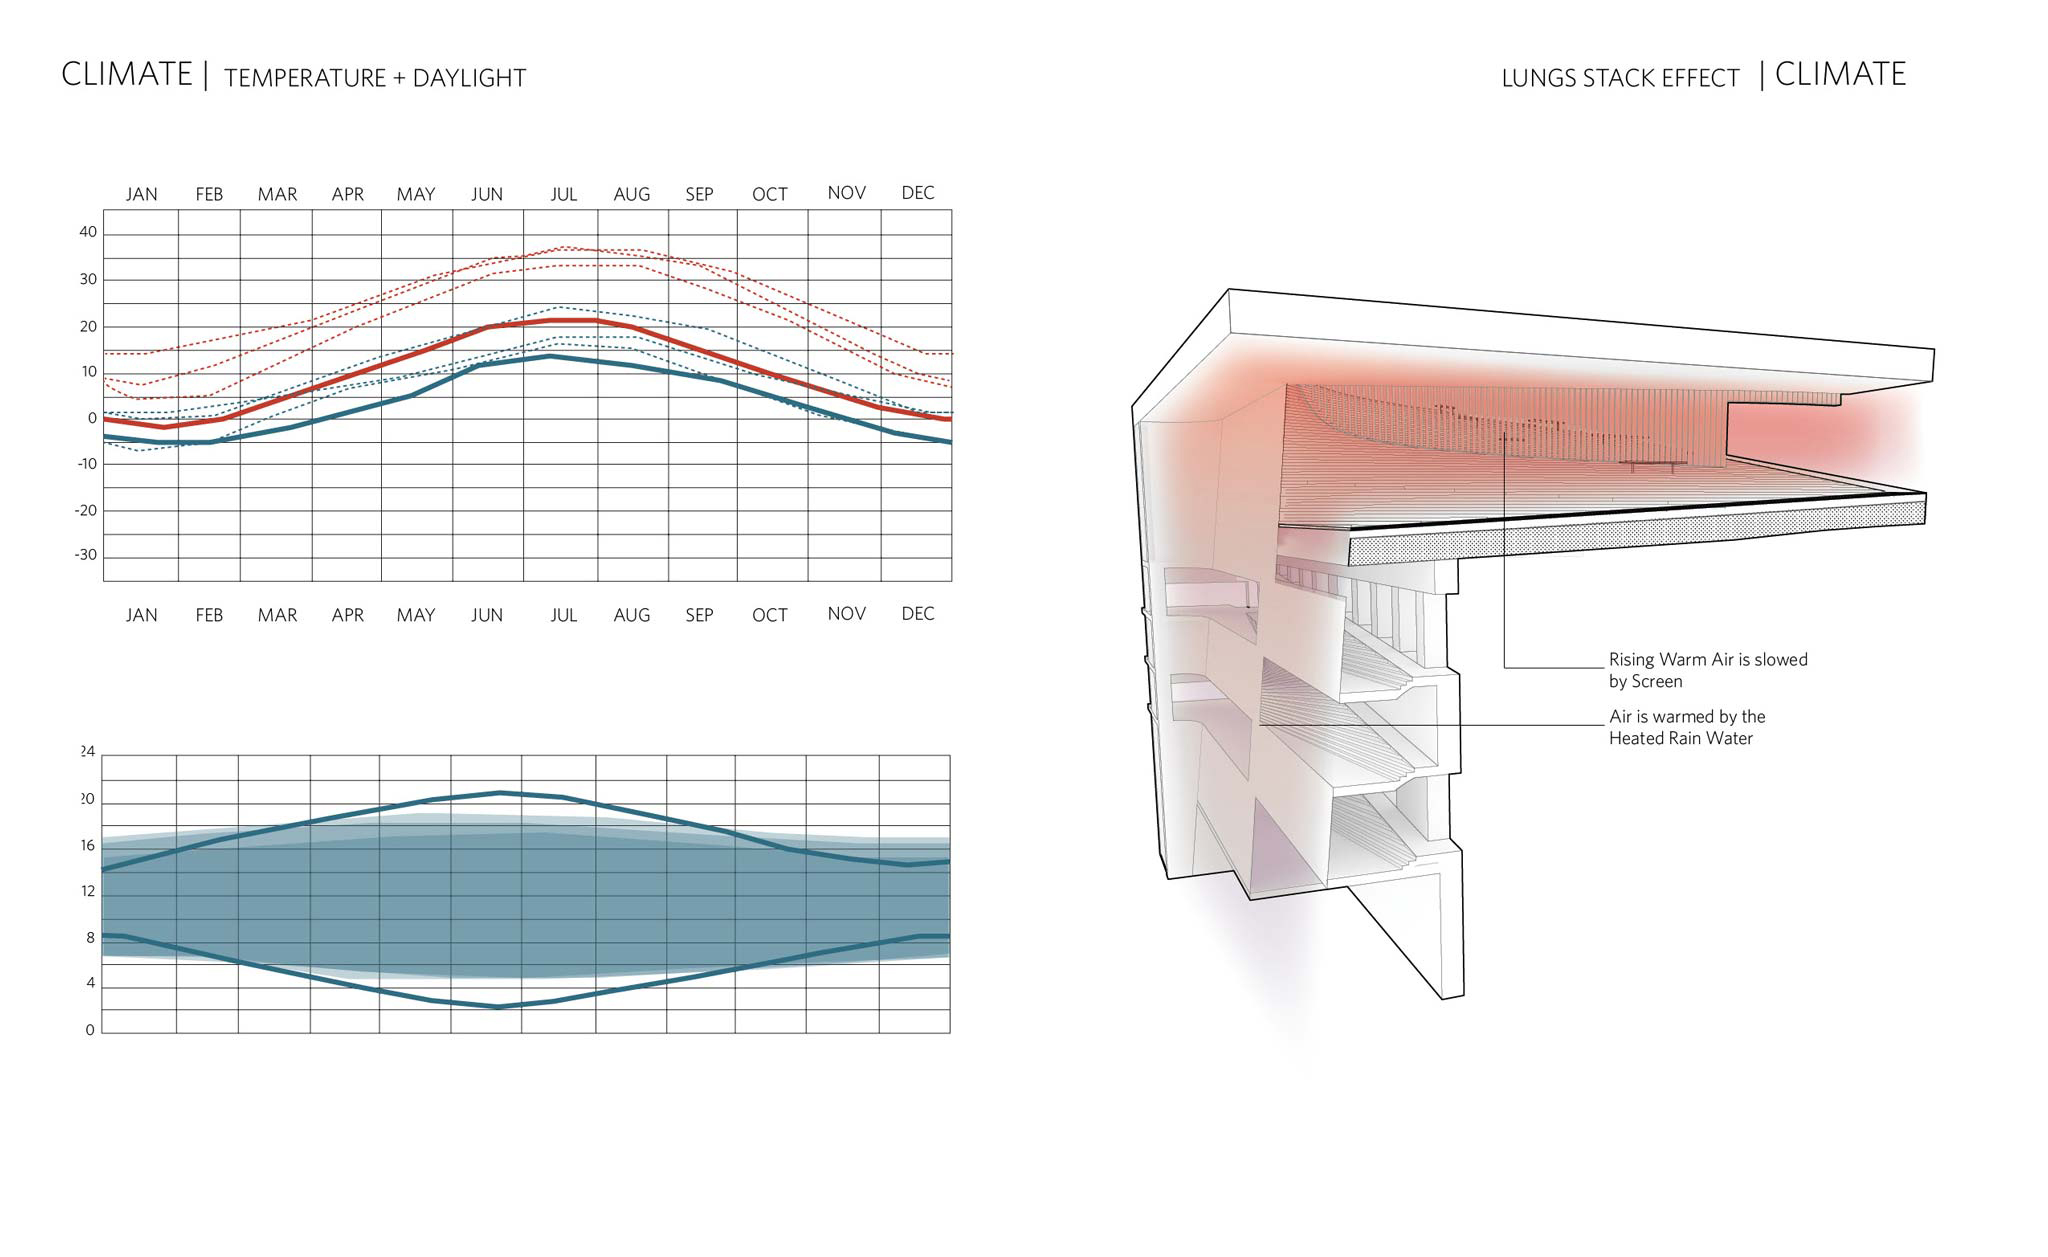 CLIMATE | TEMPERATURE + DAYLIGHT
LUNGS STACK EFFECT | CLIMATE
JAN FEB MAR APR MAY JUN JUL AUG SEP OCT NOV DEC
40
30
20
10
0
-10
-20
-30
JAN FEB MAR APR MAY JUN JUL AUG SEP OCT NOV DEC
24
20
16
12
8
4
0
Rising Warm Air is slowed
by Screen
Air is warmed by the
Heated Rain Water